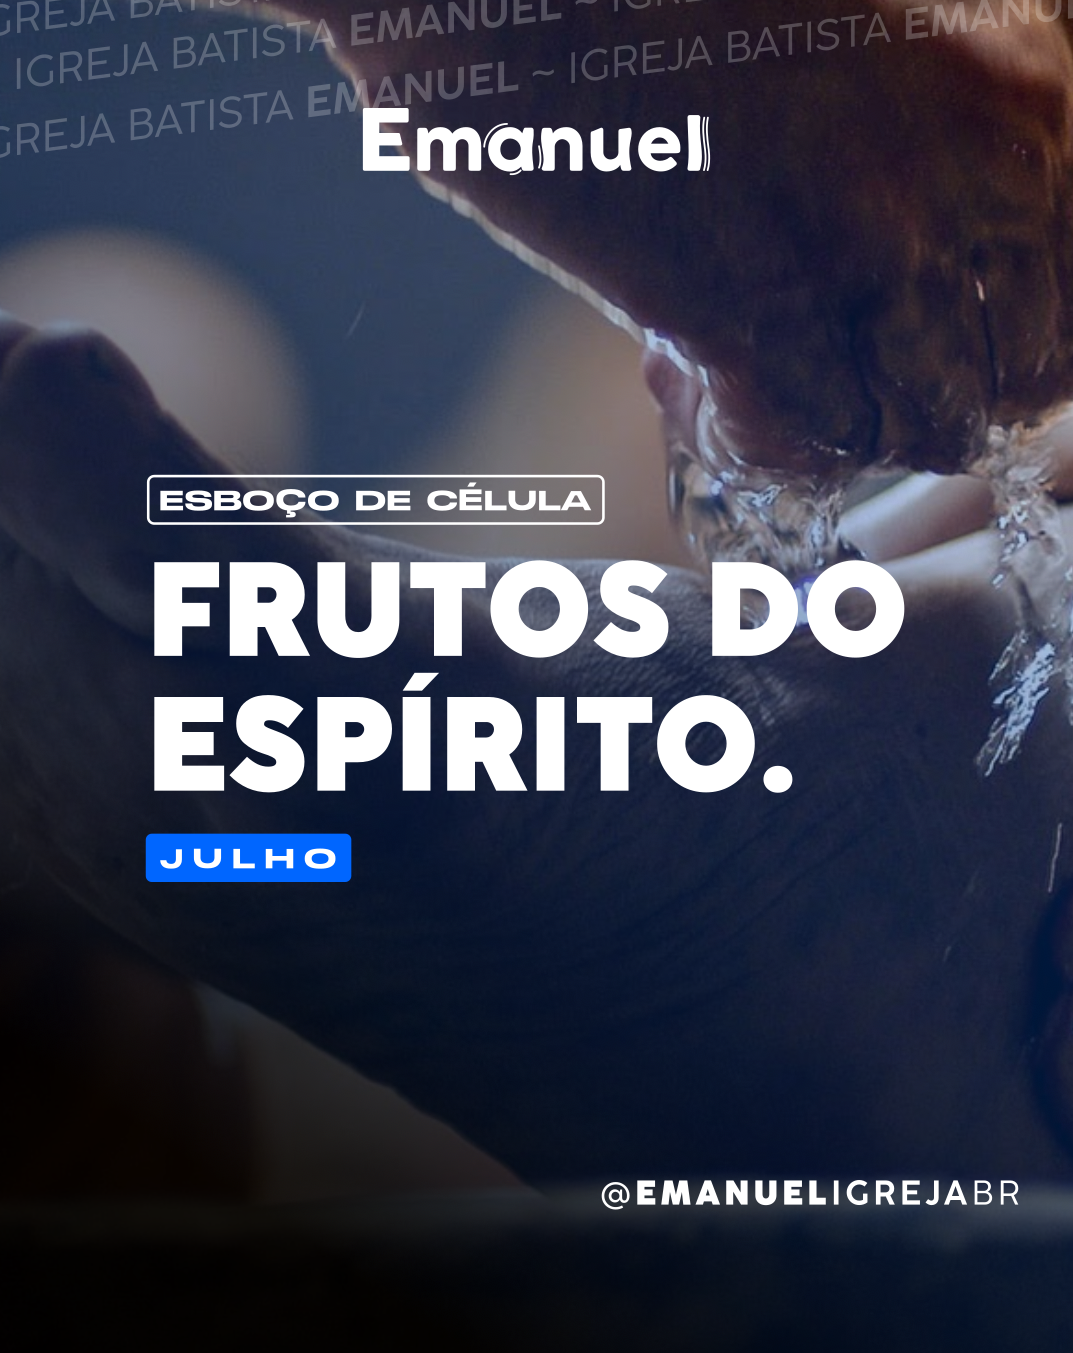 IGREJA BATISTA
IGREJA BATISTA EMANUEL ~ IGRE
IGREJA BATISTA EMANUEL ~ IGREJA BATISTA EMANUEL
Emanuel
ESBOÇO DE CÉLULA
FRUTOS DO
ESPÍRITO.
JULHO
@EMANUELIGREJABR